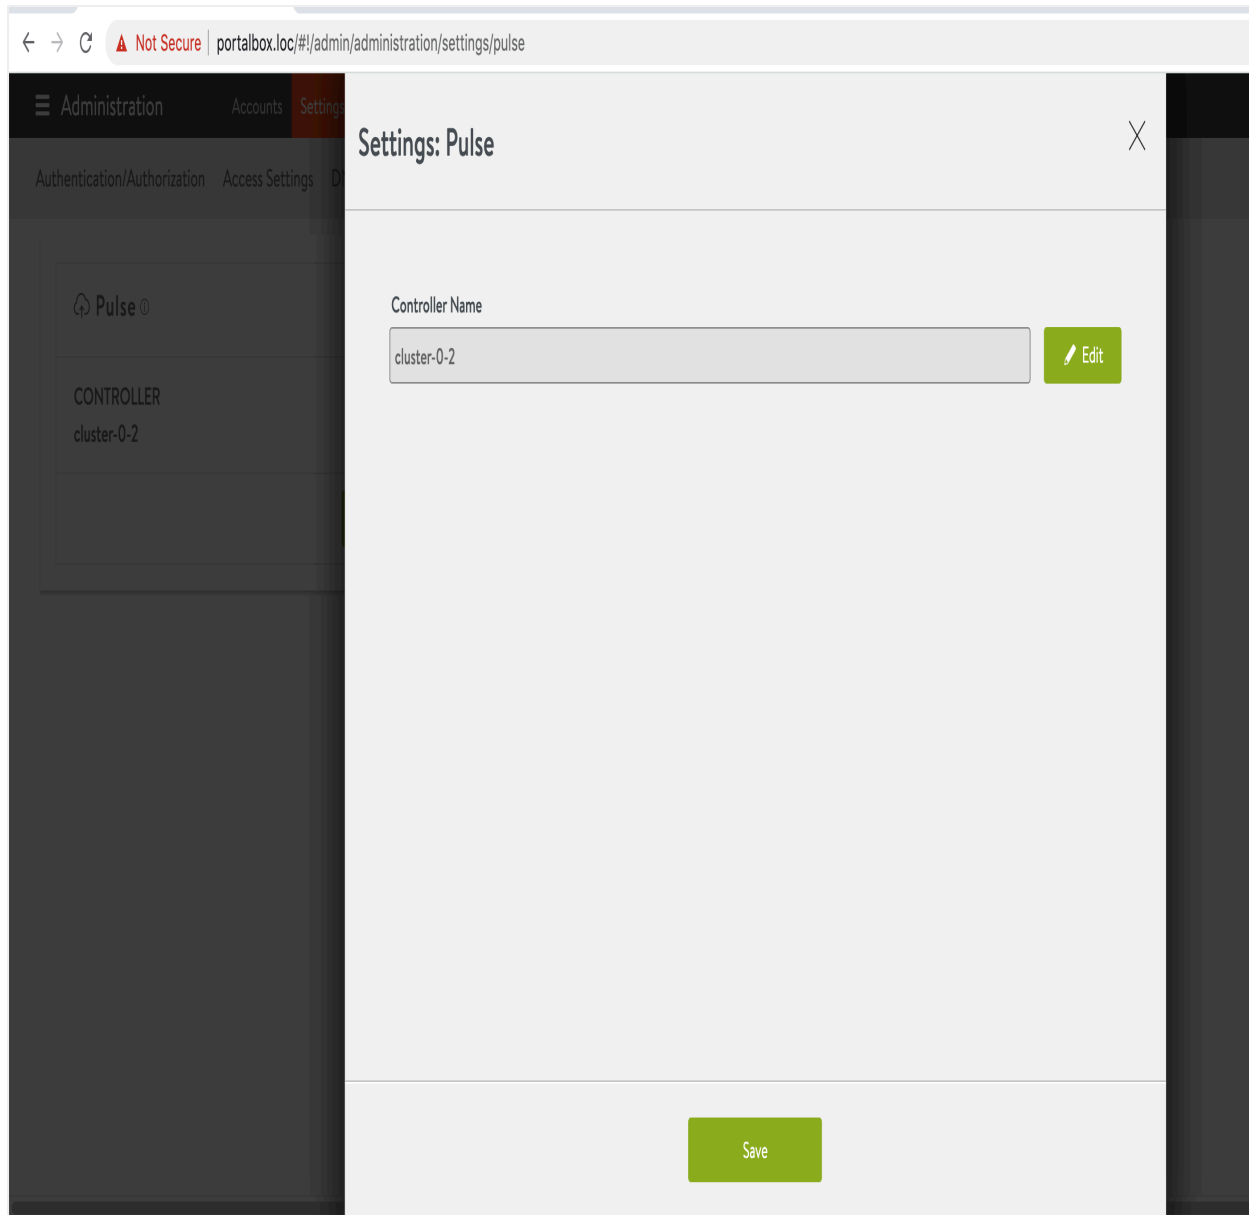 Not Secure portalbox.loc/#!/admin/administration/settings/pulse
Administration Accounts Settings
Authentication/Authorization Access Settings
Settings: Pulse
Pulse
CONTROLLER
cluster-0-2
Controller Name
cluster-0-2
Edit
Save